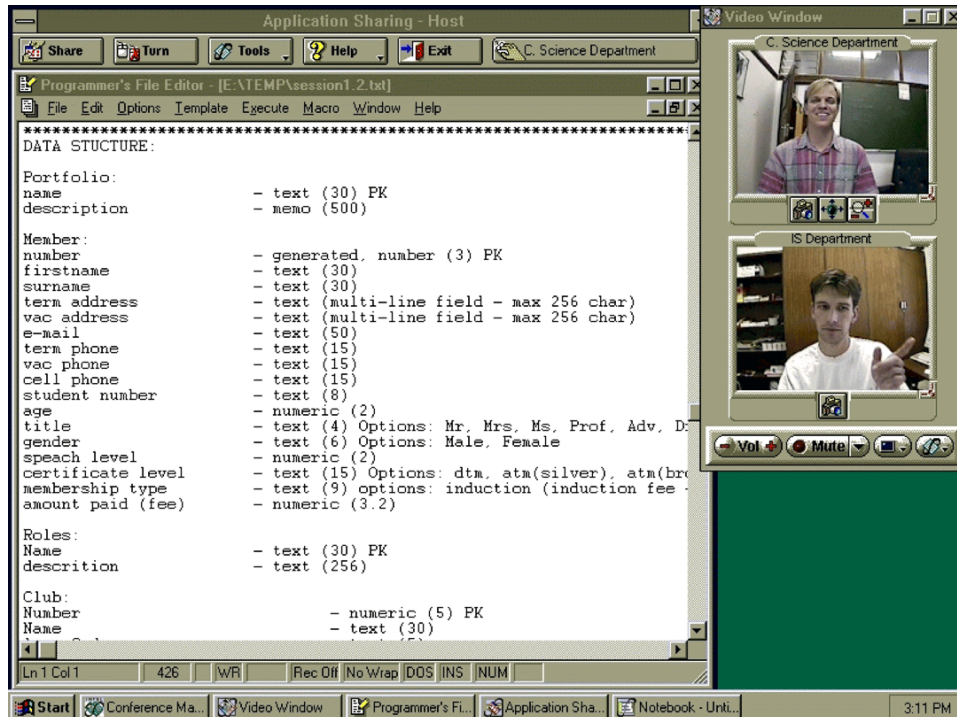 Application Sharing - Host
Share Turn Tools Help Exit C. Science Department
Programmer's File Editor - [E:\TEMP\session1.2.txt]
File Edit Options Template Execute Macro Window Help
**********************************************************************
DATA STUCTURE:
Portfolio:
name - text (30) PK
description - memo (500)
Member:
number - generated, number (3) PK
firstname - text (30)
surname - text (30)
term address - text (multi-line field - max 256 char)
vac address - text (multi-line field - max 256 char)
e-mail - text (50)
term phone - text (15)
vac phone - text (15)
cell phone - text (15)
student number - text (8)
age - numeric (2)
title - text (4) Options: Mr, Mrs, Ms, Prof, Adv,
gender - text (6) Options: Male, Female
speach level - numeric (2)
certificate level - text (15) Options: dtm, atm(silver), atm(bro
membership type - text (9) options: induction (induction fee -
amount paid (fee) - numeric (3.2)
Roles:
Name - text (30) PK
descrition - text (256)
Club:
Number - numeric (5) PK
Name - text (30)
Ln 1 Col 1 426 WR Rec Off No Wrap DOS INS NUM
Video Window
C. Science Department
IS Department
- Vol + Mute
Start Conference Ma... Video Window Programmer's Fi... Application Sha... Notebook - Unti... 3:11 PM